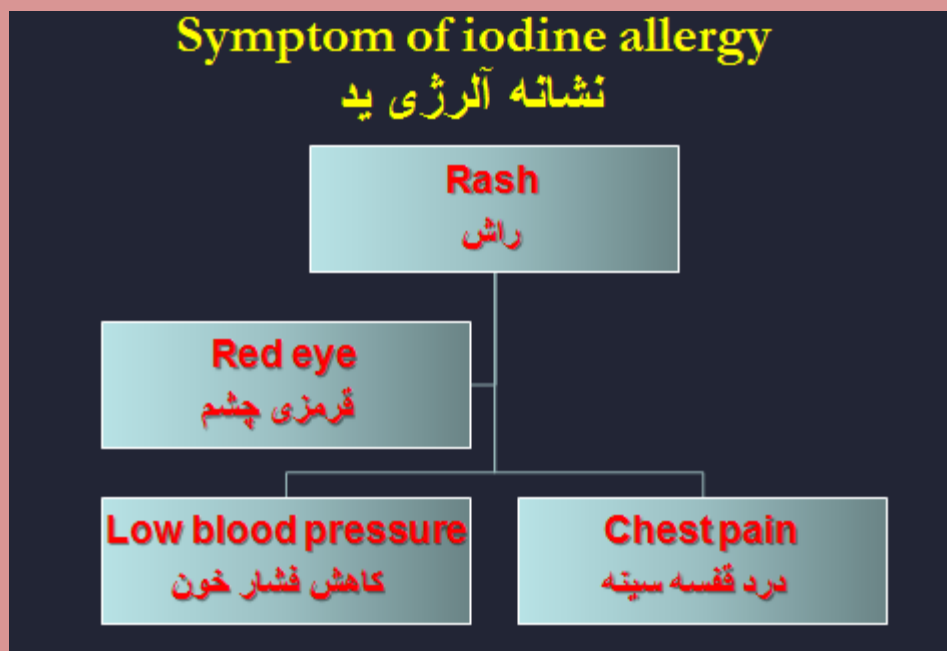 Symptom of iodine allergy
نشانه آلرژی ید
Rash
راش
Red eye
قرمزی چشم
Low blood pressure
کاهش فشار خون
Chest pain
درد قفسه سینه